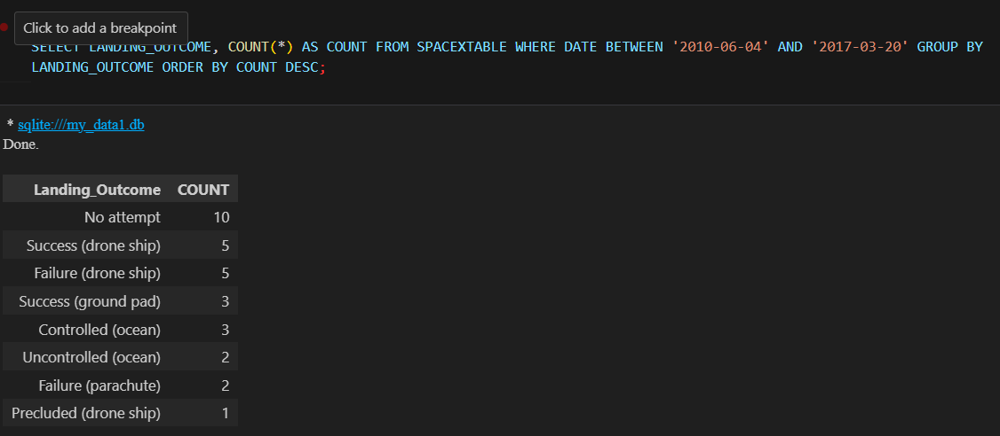 Click to add a breakpoint
SELECT LANDING_OUTCOME, COUNT(*) AS COUNT FROM SPACEXTABLE WHERE DATE BETWEEN '2010-06-04' AND '2017-03-20' GROUP BY
LANDING_OUTCOME ORDER BY COUNT DESC;
* sqlite:///my_data1.db
Done.
Landing_Outcome COUNT
No attempt 10
Success (drone ship) 5
Failure (drone ship) 5
Success (ground pad) 3
Controlled (ocean) 3
Uncontrolled (ocean) 2
Failure (parachute) 2
Precluded (drone ship) 1